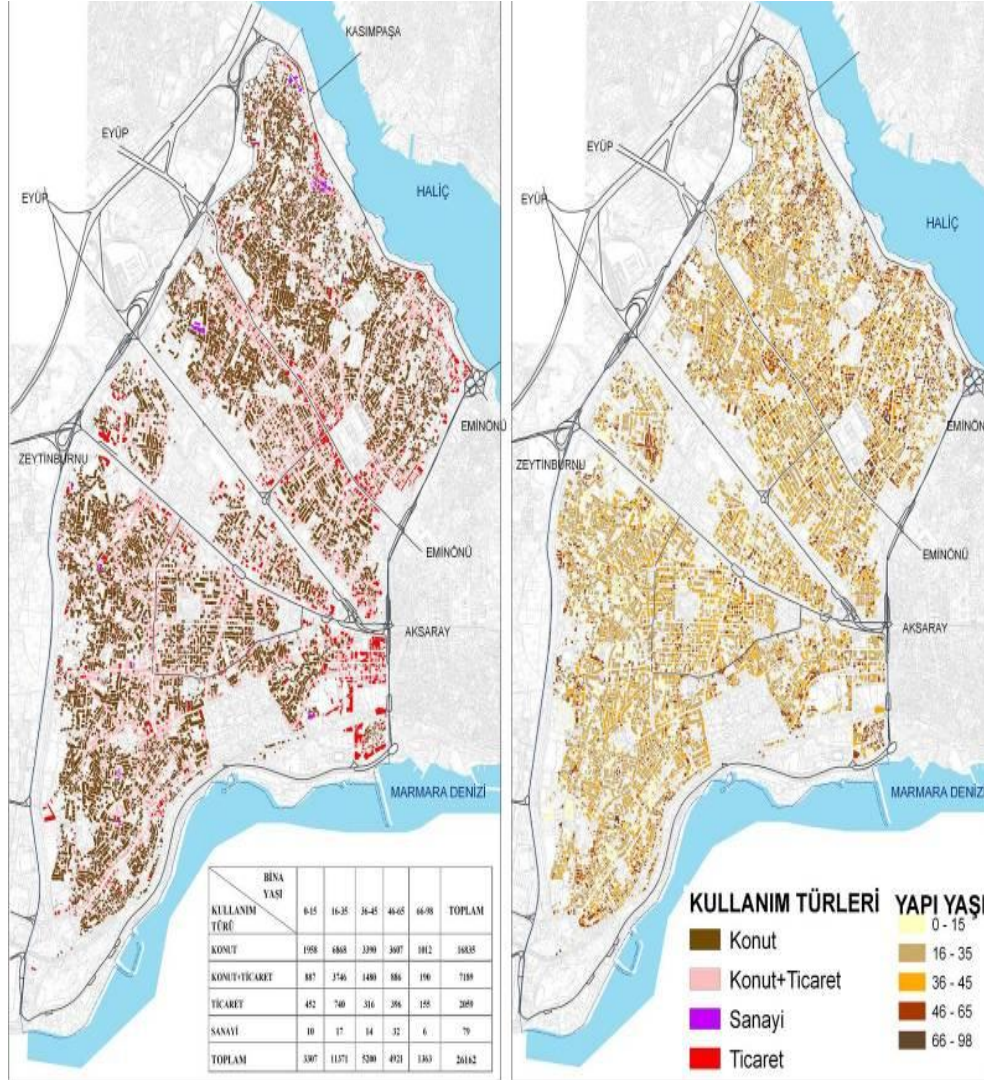 KASIMPAŞA
EYÜP
EYÜP
HALİÇ
EMİNÖNÜ
ZEYTİNBURNU
EMİNÖNÜ
AKSARAY
MARMARA DENİZİ
BİNA YAŞI
KULLANIM TÜRÜ 0-15 16-35 36-45 46-65 66-98 TOPLAM
KONUT 1958 6868 3390 3607 1012 16835
KONUT+TİCARET 887 3746 1480 886 190 7189
TİCARET 452 740 316 396 155 2059
SANAYİ 10 17 14 32 6 79
TOPLAM 3307 11371 5200 4921 1363 26162
KASIMPAŞA
EYÜP
EYÜP
HALİÇ
EMİNÖN
ZEYTİNBURNU
EMİNÖNÜ
AKSARAY
MARMARA DENİZ
KULLANIM TÜRLERİ
Konut
Konut+Ticaret
Sanayi
Ticaret
YAPI YAŞI
0 - 15
16 - 35
36 - 45
46 - 65
66 - 98